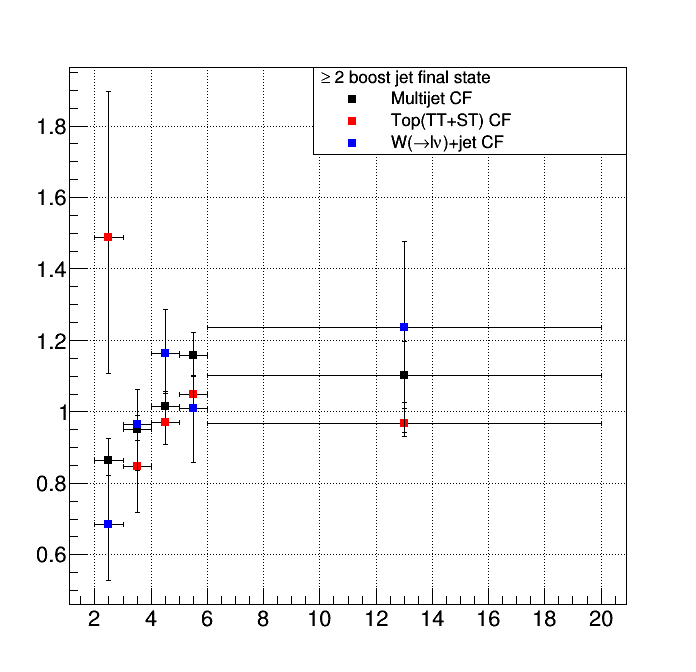 ≥ 2 boost jet final state
Multijet CF
Top(TT+ST) CF
W(→lν)+jet CF
1.8
1.6
1.4
1.2
1
0.8
0.6
2 4 6 8 10 12 14 16 18 20